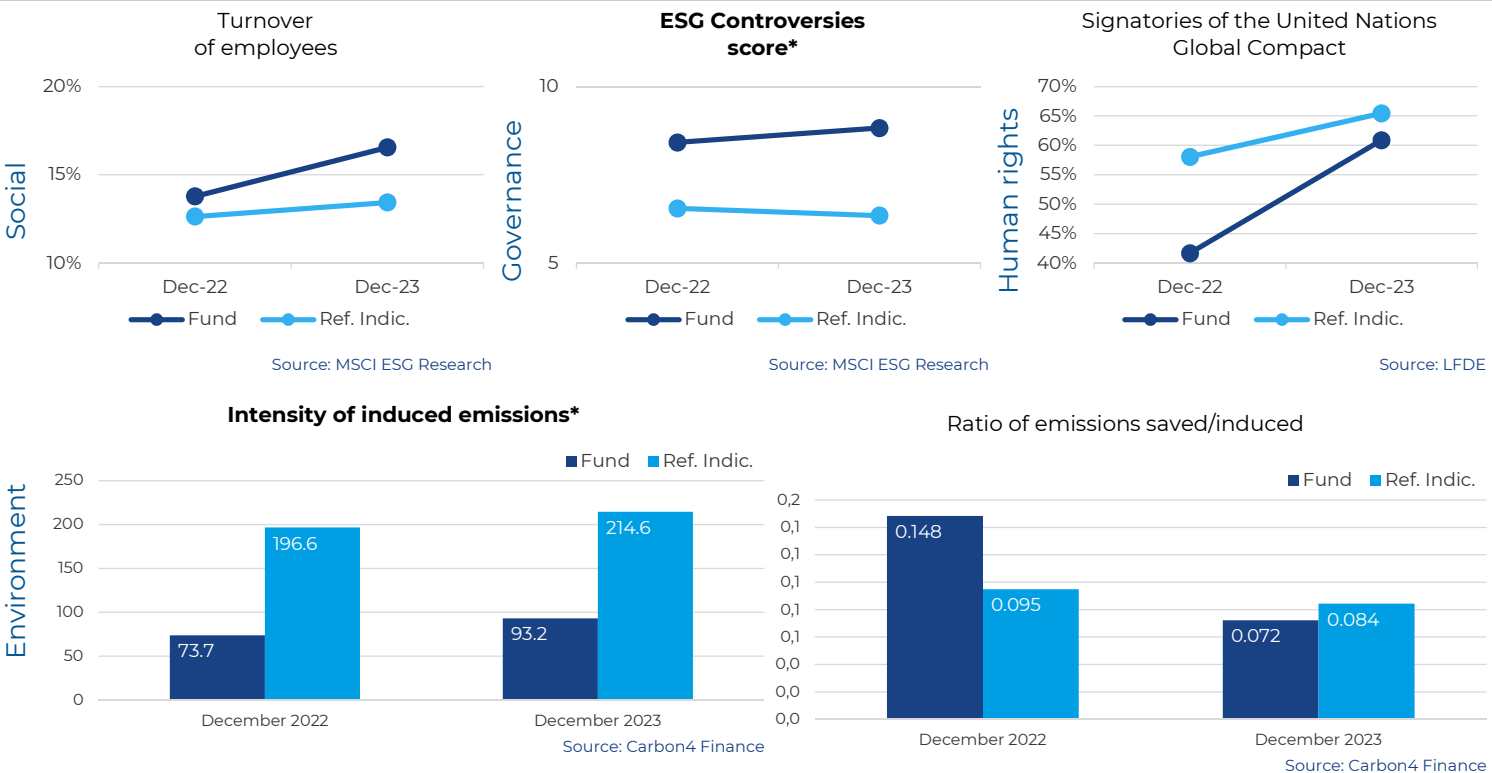 Turnover
of employees
20%
15%
10%
Social
Dec-22
Dec-23
Fund
Ref. Indic.
Source: MSCI ESG Research
ESG Controversies
score*
10
5
Governance
Dec-22
Dec-23
Fund
Ref. Indic.
Source: MSCI ESG Research
Signatories of the United Nations
Global Compact
70%
65%
60%
55%
50%
45%
40%
Human rights
Dec-22
Dec-23
Fund
Ref. Indic.
Source: LFDE
Intensity of induced emissions*
Fund
Ref. Indic.
250
200
150
100
50
0
Environment
73.7
196.6
93.2
214.6
December 2022
December 2023
Source: Carbon4 Finance
Ratio of emissions saved/induced
Fund
Ref. Indic.
0,2
0,1
0,1
0,1
0,1
0,1
0,0
0,0
0,0
0.148
0.095
0.072
0.084
December 2022
December 2023
Source: Carbon4 Finance